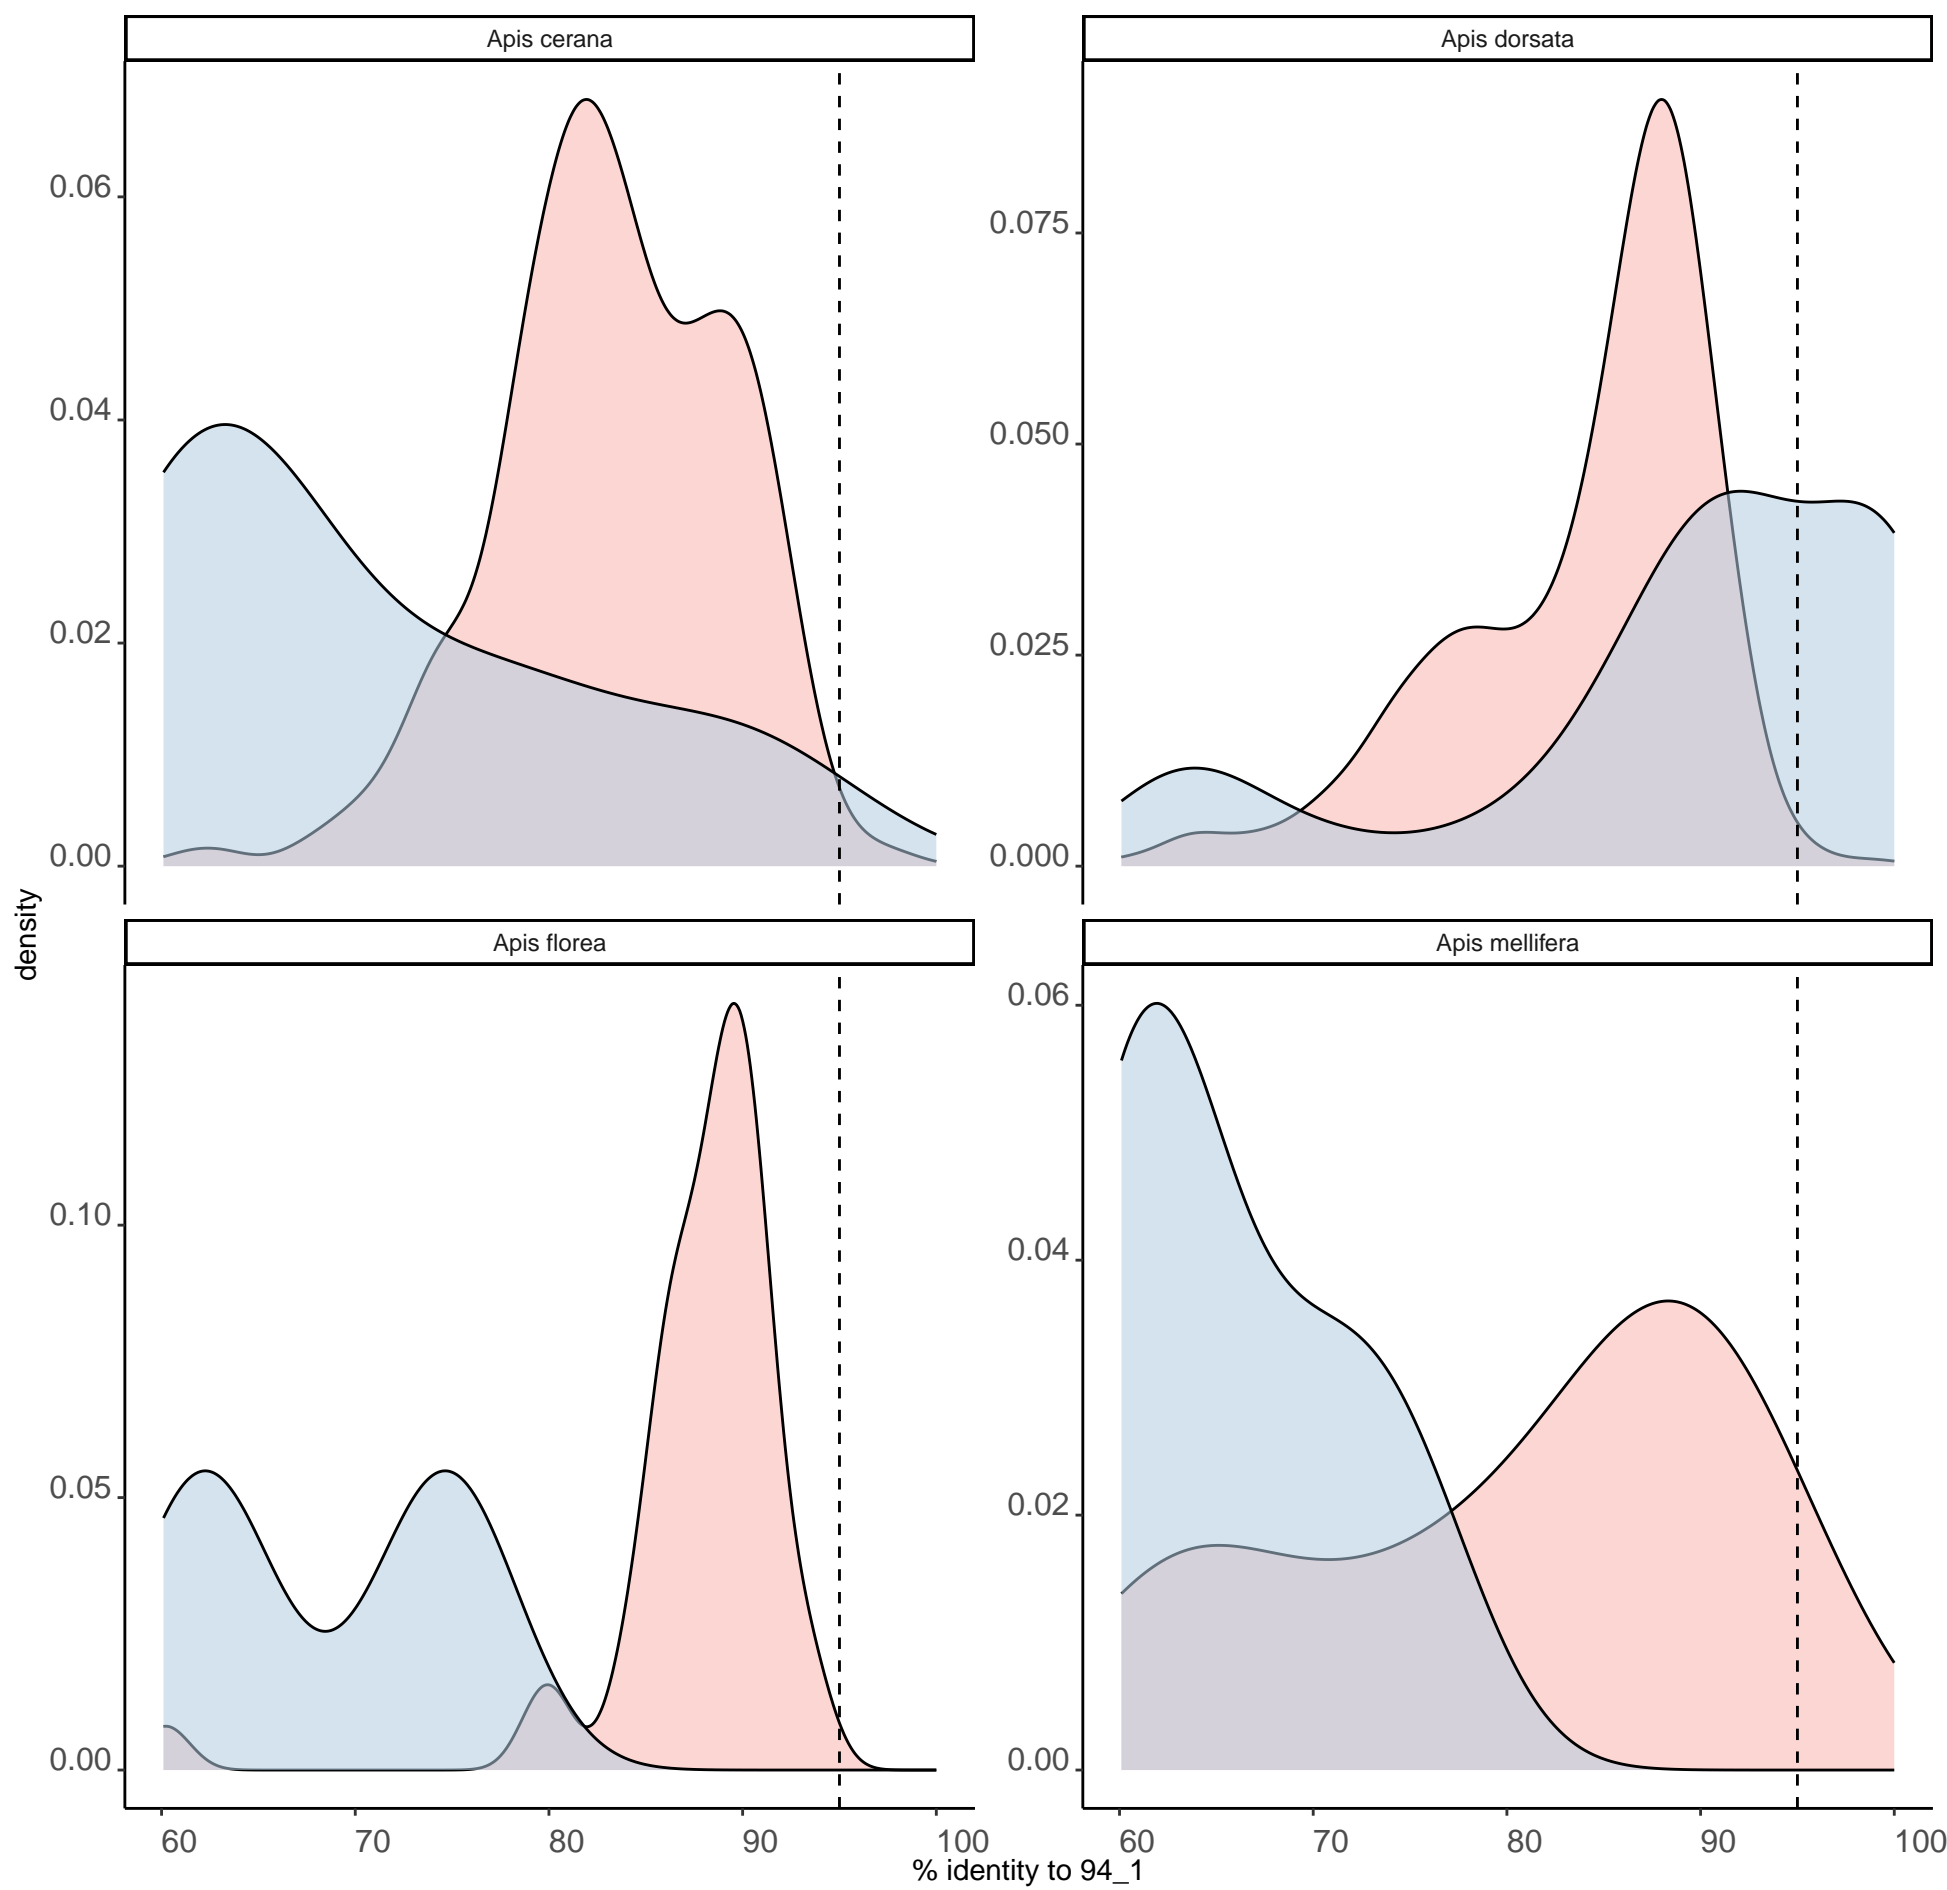 Apis cerana
Apis dorsata
0.06
0.04
0.02
0.00
0.075
0.050
0.025
0.000
density
Apis florea
Apis mellifera
0.10
0.05
0.00
0.06
0.04
0.02
0.00
60 70 80 90 100
60 70 80 90 100
% identity to 94_1